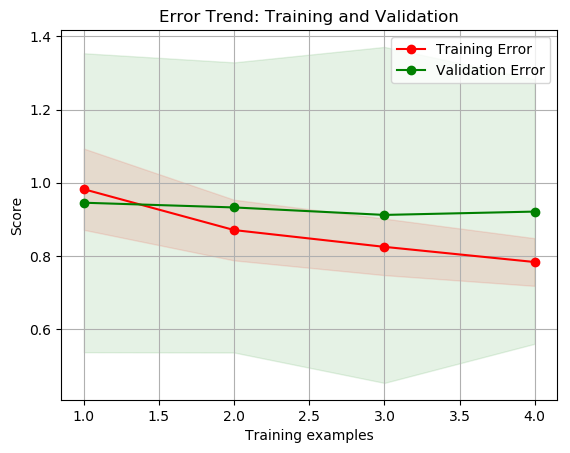 Error Trend: Training and Validation
1.4
1.2
1.0
0.8
0.6
Score
Training Error
Validation Error
1.0 1.5 2.0 2.5 3.0 3.5 4.0
Training examples